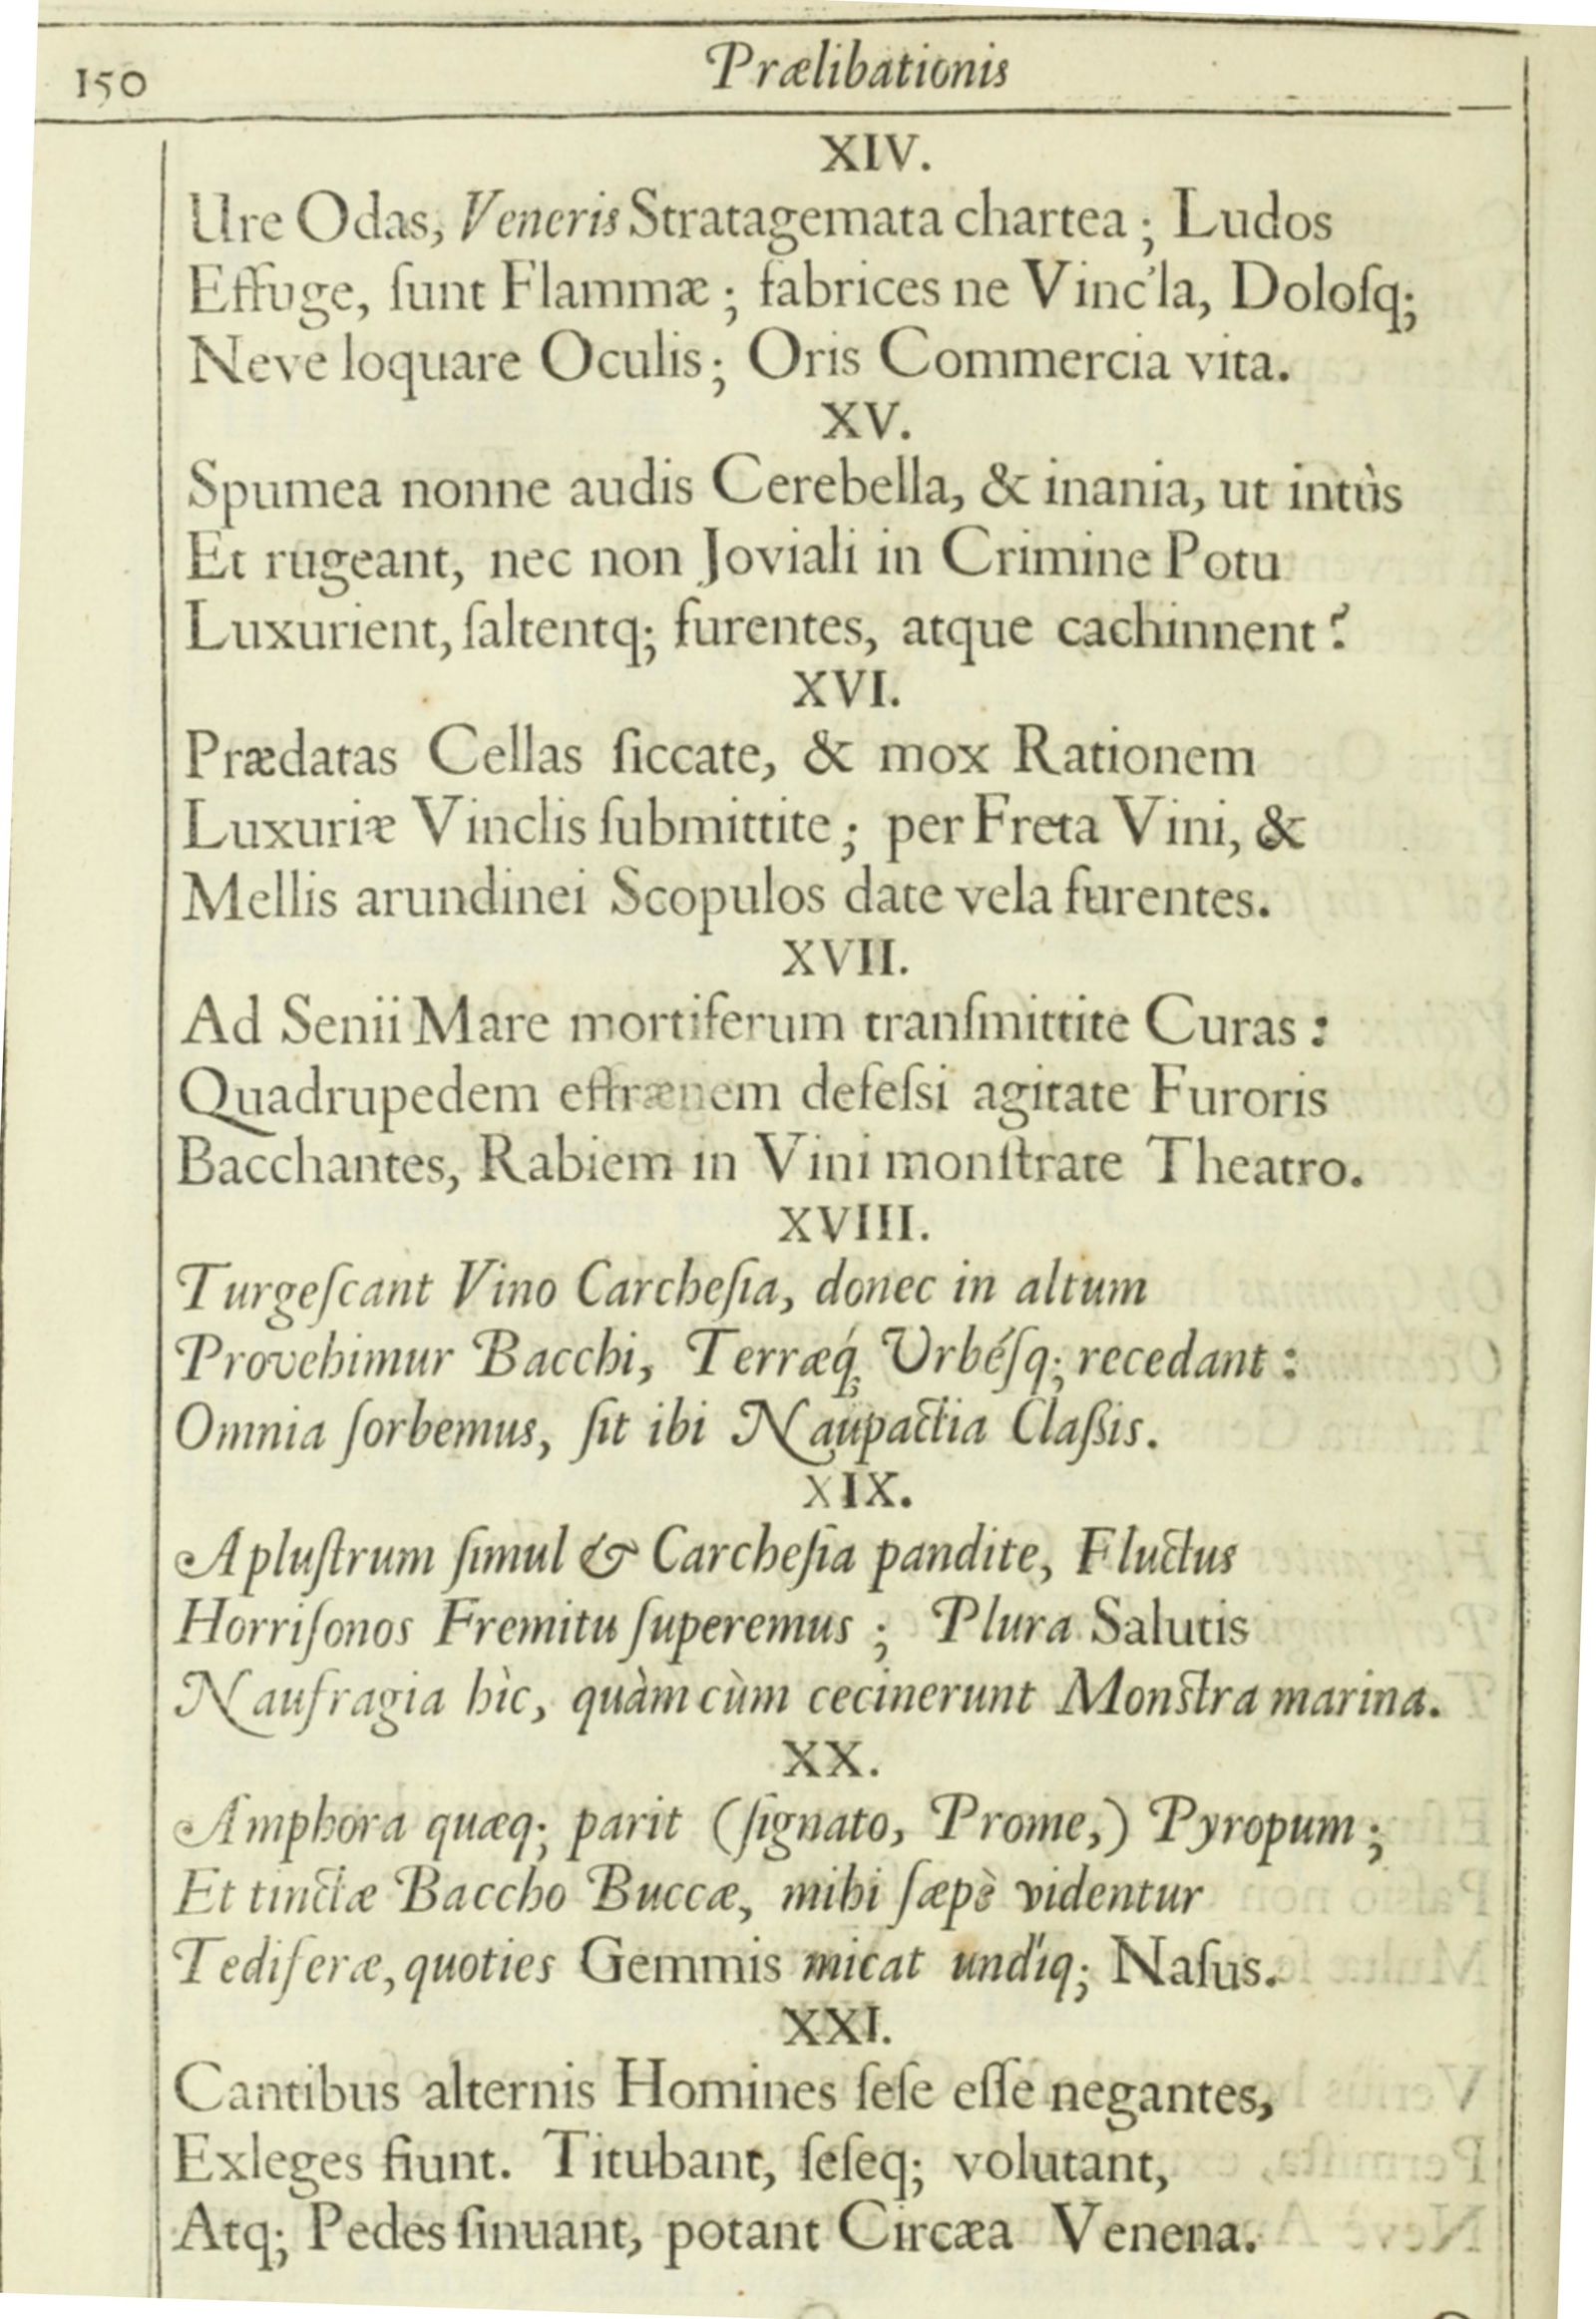 150
Prælibationis
XIV.
Ure Odas, Veneris Stratagemata chartea; Ludos
Effuge, ſunt Flammæ; fabrices ne Vinc'la, Doloſq;
Neve loquare Oculis; Oris Commercia vita.
XV.
Spumea nonne audis Cerebella, & inania, ut intùs
Et rugeant, nec non Joviali in Crimine Potu
Luxurient, ſaltentq; furentes, atque cachinnent?
XVI.
Prædatas Cellas ſiccate, & mox Rationem
Luxuriæ Vinclis ſubmittite; per Freta Vini, &
Mellis arundinei Scopulos date vela furentes.
XVII.
Ad Senii Mare mortiferum tranſmittite Curas:
Quadrupedem effrænem defeſsi agitate Furoris
Bacchantes, Rabiem in Vini monſtrate Theatro.
XVIII.
Turgeſcant Vino Carcheſia, donec in altum
Provehimur Bacchi, Terræq́; Urbéſq; recedant:
Omnia ſorbemus, ſit ibi Naupactia Claſsis.
XIX.
Apluſtrum ſimul & Carcheſia pandite, Fluctus
Horriſonos Fremitu ſuperemus; Plura Salutis
Naufragia hìc, quàm cùm cecinerunt Monſtra marina.
XX.
Amphora quæq; parit (ſignato, Prome,) Pyropum;
Et tinctæ Baccho Buccæ, mihi ſæpè videntur
Tediferæ, quoties Gemmis micat und'iq; Naſus.
XXI.
Cantibus alternis Homines ſeſe eſſe negantes,
Exleges fiunt. Titubant, ſeſeq; volutant,
Atq; Pedes ſinuant, potant Circæa Venena.